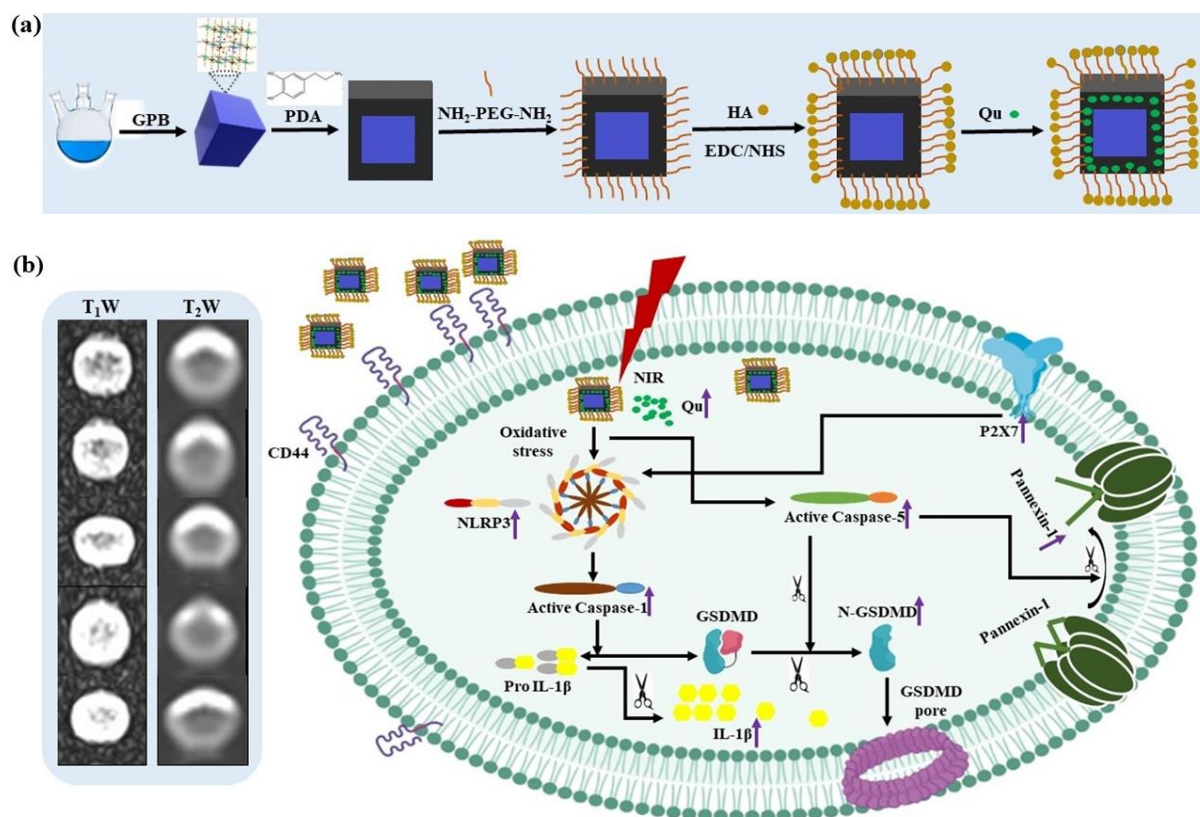 (a)
GPB
PDA
NH₂-PEG-NH₂
HA
EDC/NHS
Qu
(b)
T₁W
T₂W
CD44
NIR
Qu
Oxidative
stress
P2X7
NLRP3
Active Caspase-5
Pannexin-1
Active Caspase-1
GSDMD
N-GSDMD
Pannexin-1
Pro IL-1β
IL-1β
GSDMD
pore